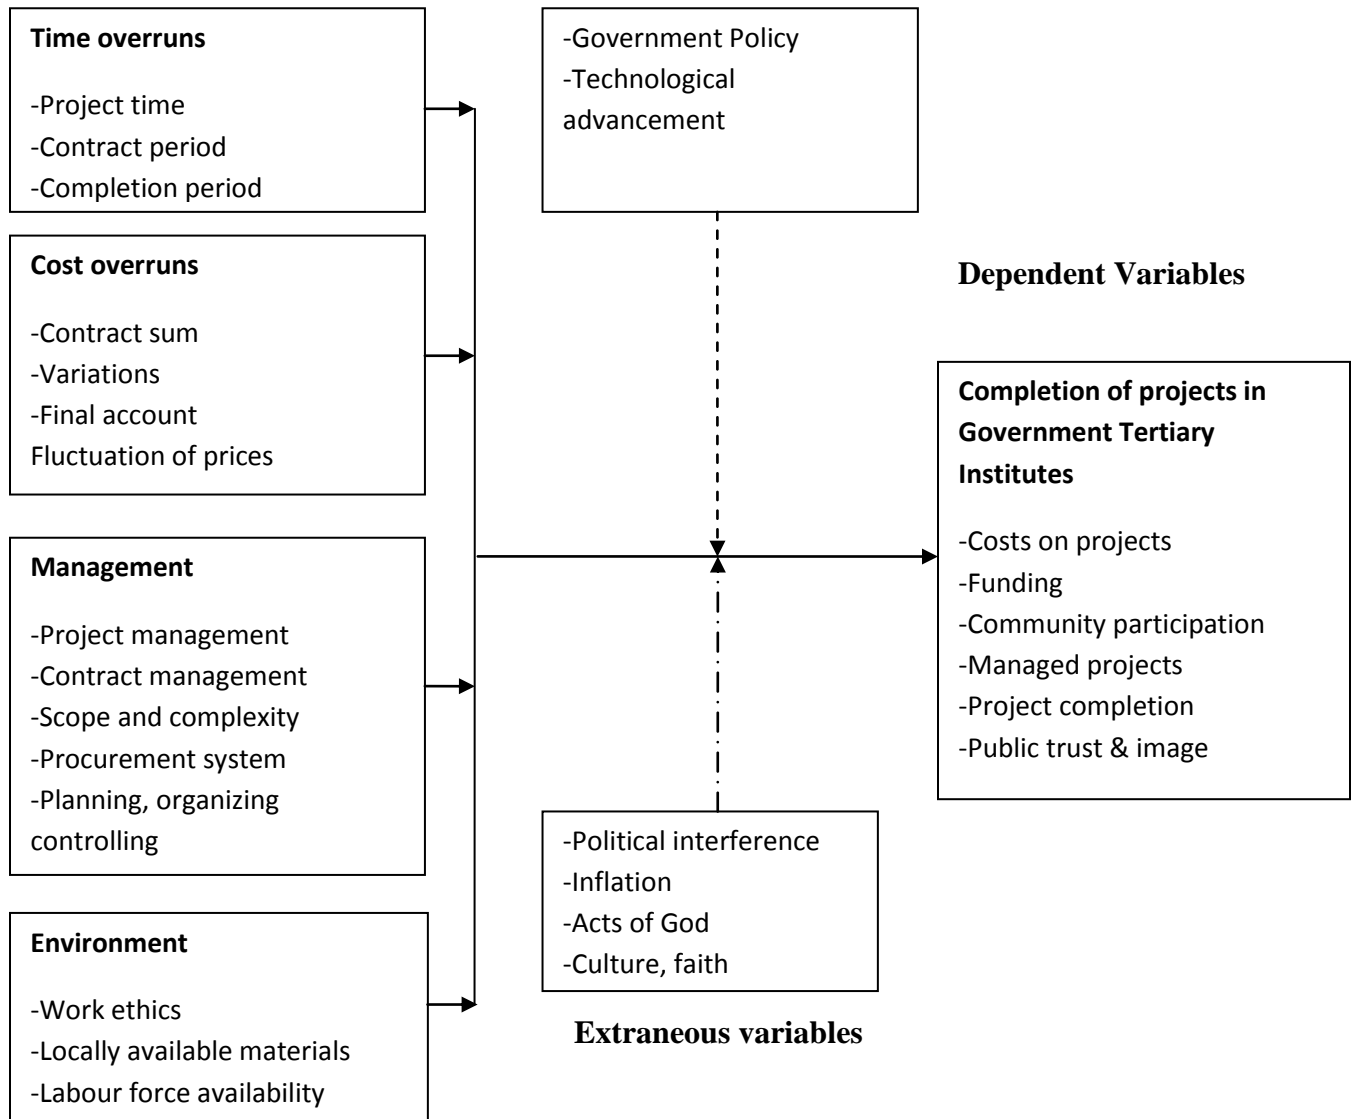 Time overruns
-Project time
-Contract period
-Completion period
Cost overruns
-Contract sum
-Variations
-Final account
Fluctuation of prices
Management
-Project management
-Contract management
-Scope and complexity
-Procurement system
-Planning, organizing
controlling
Environment
-Work ethics
-Locally available materials
-Labour force availability
-Government Policy
-Technological
advancement
-Political interference
-Inflation
-Acts of God
-Culture, faith
Extraneous variables
Dependent Variables
Completion of projects in
Government Tertiary
Institutes
-Costs on projects
-Funding
-Community participation
-Managed projects
-Project completion
-Public trust & image